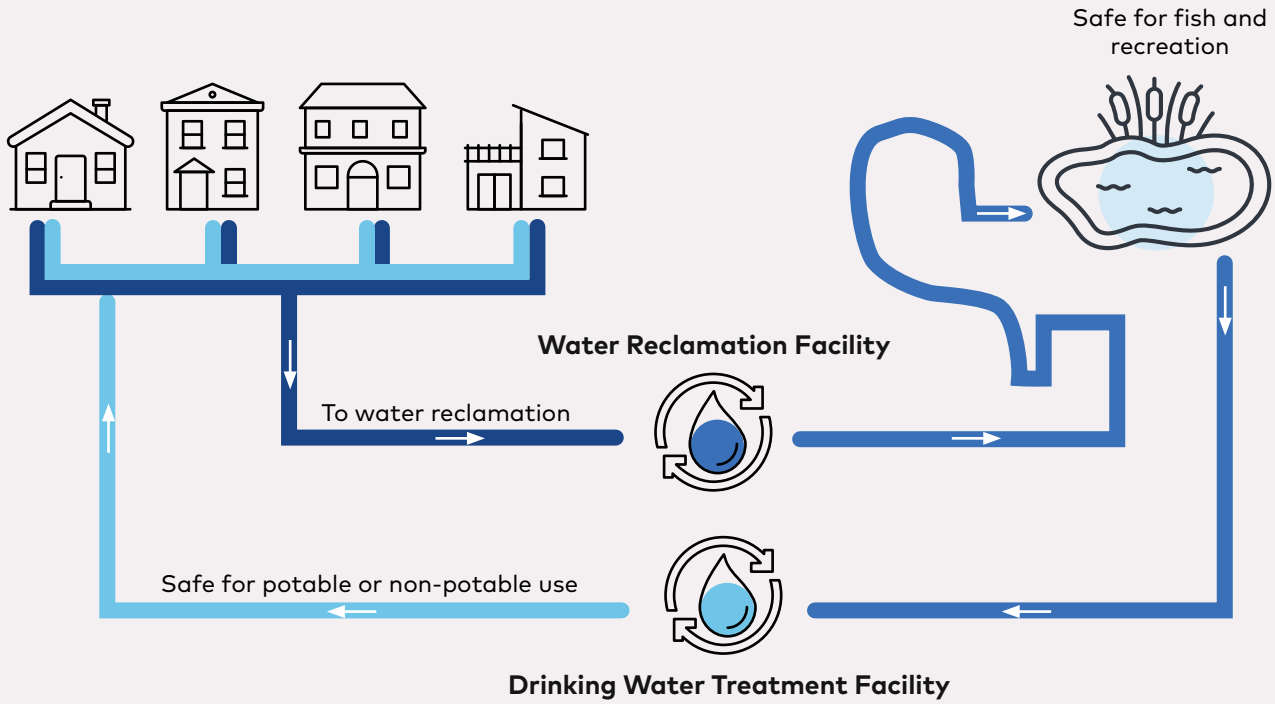 Safe for fish and
recreation
Water Reclamation Facility
To water reclamation
Safe for potable or non-potable use
Drinking Water Treatment Facility